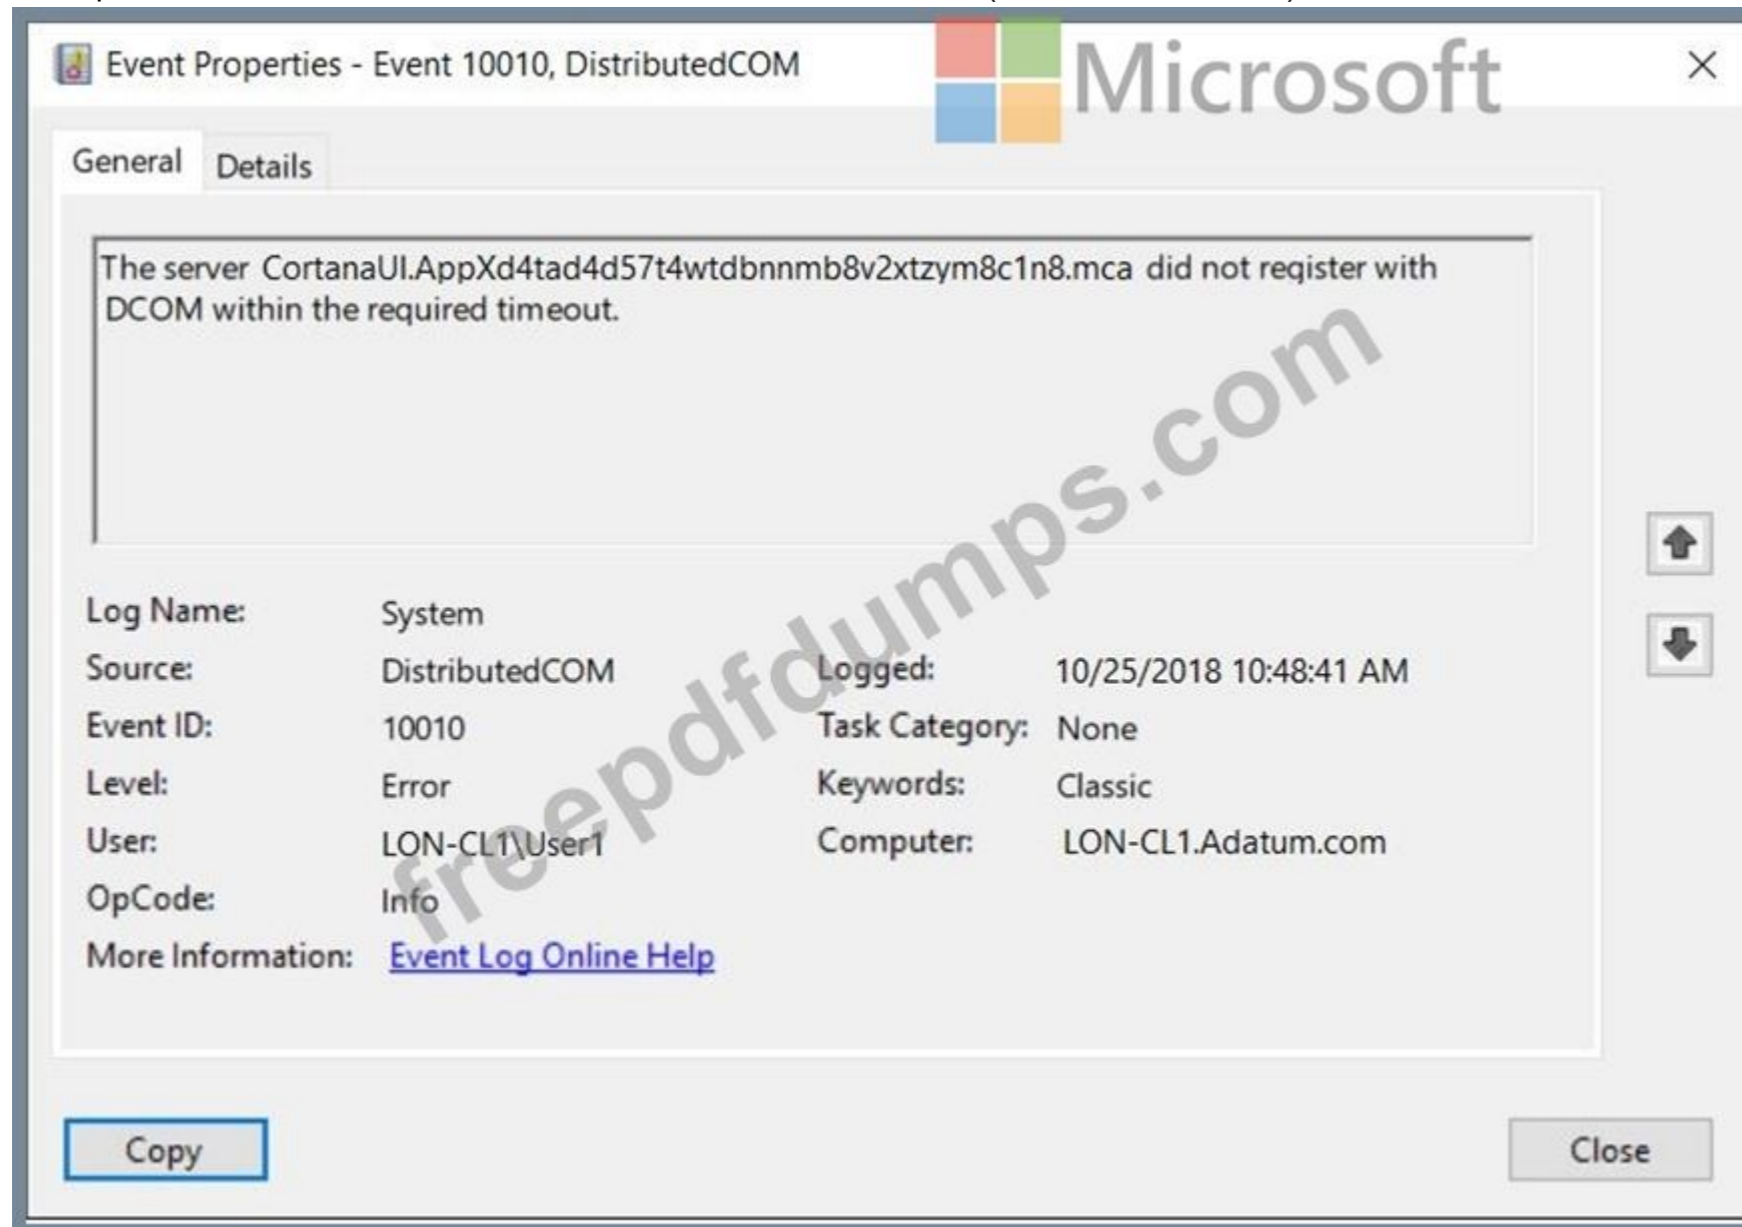 Event Properties - Event 10010, DistributedCOM
Microsoft
General Details
The server CortanaUI.AppXd4tad4d57t4wtdbnnmb8v2xtzym8c1n8.mca did not register with
DCOM within the required timeout.
freepdfdumps.com
Log Name: System
Source: DistributedCOM Logged: 10/25/2018 10:48:41 AM
Event ID: 10010 Task Category: None
Level: Error Keywords: Classic
User: LON-CL1\User1 Computer: LON-CL1.Adatum.com
OpCode: Info
More Information: Event Log Online Help
Copy Close